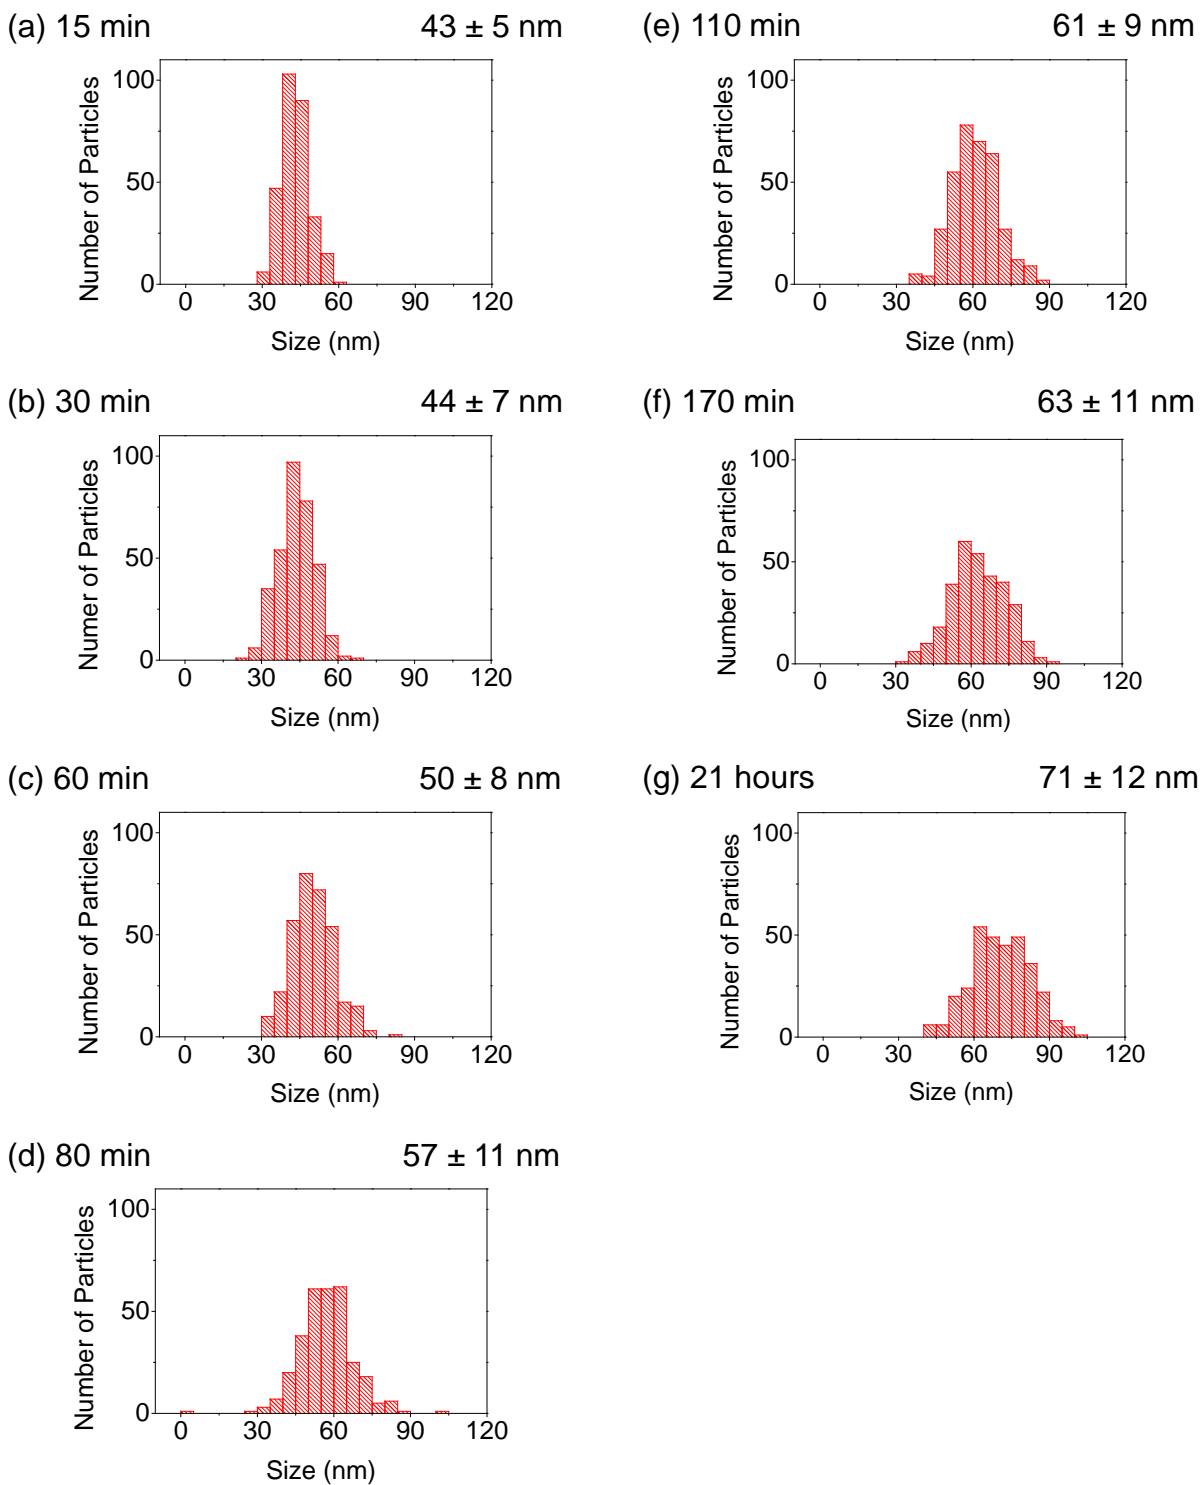 (a) 15 min 43 ± 5 nm
Number of Particles
100
50
0
0 30 60 90 120
Size (nm)
(b) 30 min 44 ± 7 nm
Numer of Particles
100
50
0
0 30 60 90 120
Size (nm)
(c) 60 min 50 ± 8 nm
Number of Particles
100
50
0
0 30 60 90 120
Size (nm)
(d) 80 min 57 ± 11 nm
Number of Particles
100
50
0
0 30 60 90 120
Size (nm)
(e) 110 min 61 ± 9 nm
Number of Particles
100
50
0
0 30 60 90 120
Size (nm)
(f) 170 min 63 ± 11 nm
Number of Particles
100
50
0
0 30 60 90 120
Size (nm)
(g) 21 hours 71 ± 12 nm
Number of Particles
100
50
0
0 30 60 90 120
Size (nm)